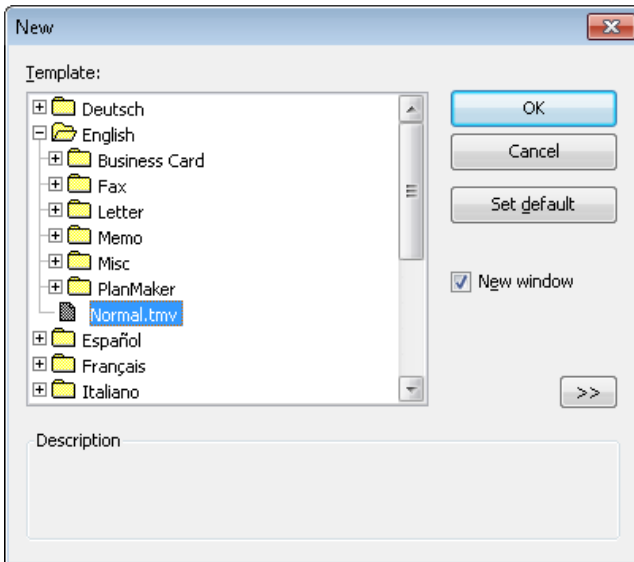 New
Template:
Deutsch
English
Business Card
Fax
Letter
Memo
Misc
PlanMaker
Normal.tmv
Español
Français
Italiano
OK
Cancel
Set default
New window
>>
Description